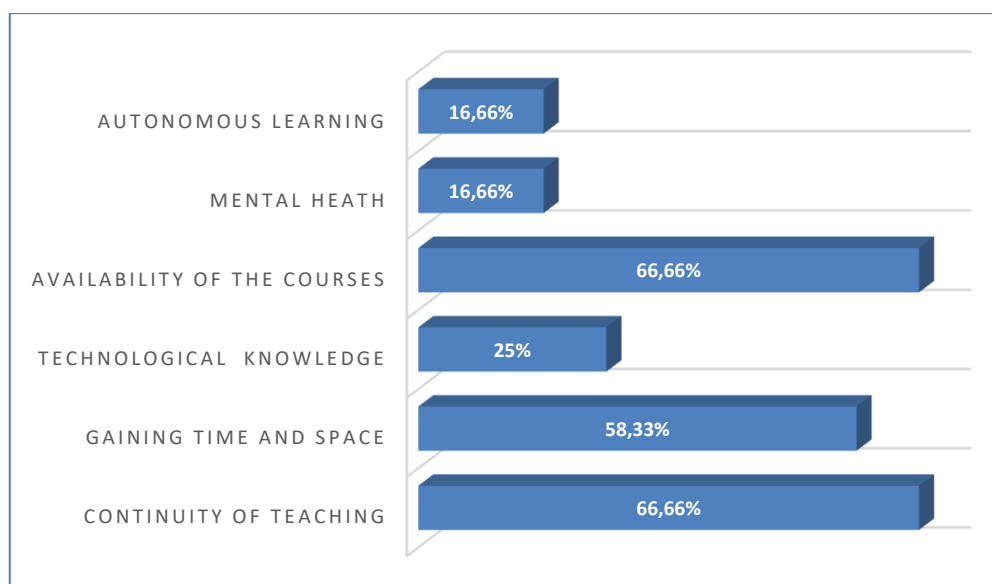 AUTONOMOUS LEARNING
16,66%
MENTAL HEATH
16,66%
AVAILABILITY OF THE COURSES
66,66%
TECHNOLOGICAL KNOWLEDGE
25%
GAINING TIME AND SPACE
58,33%
CONTINUITY OF TEACHING
66,66%